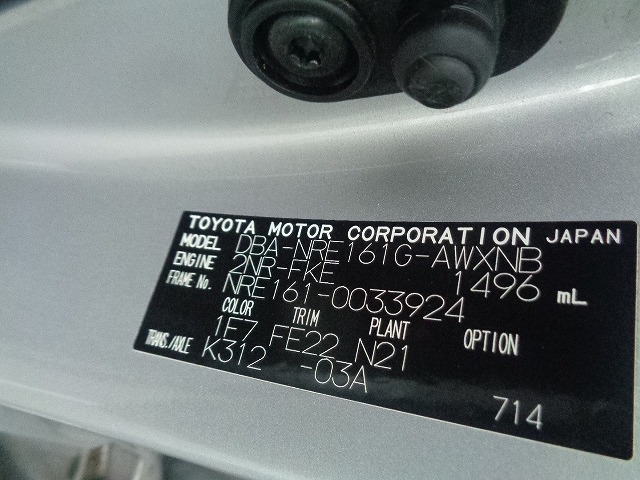 TOYOTA MOTOR CORPORATION JAPAN
MODEL DBA-NRE161G-AWXNB
ENGINE 2NR-FKE 1496 mL
FRAME No. NRE161-0033924
COLOR TRIM PLANT OPTION
1E7 FE22 N21
TRANS./AXLE K312 -03A
714